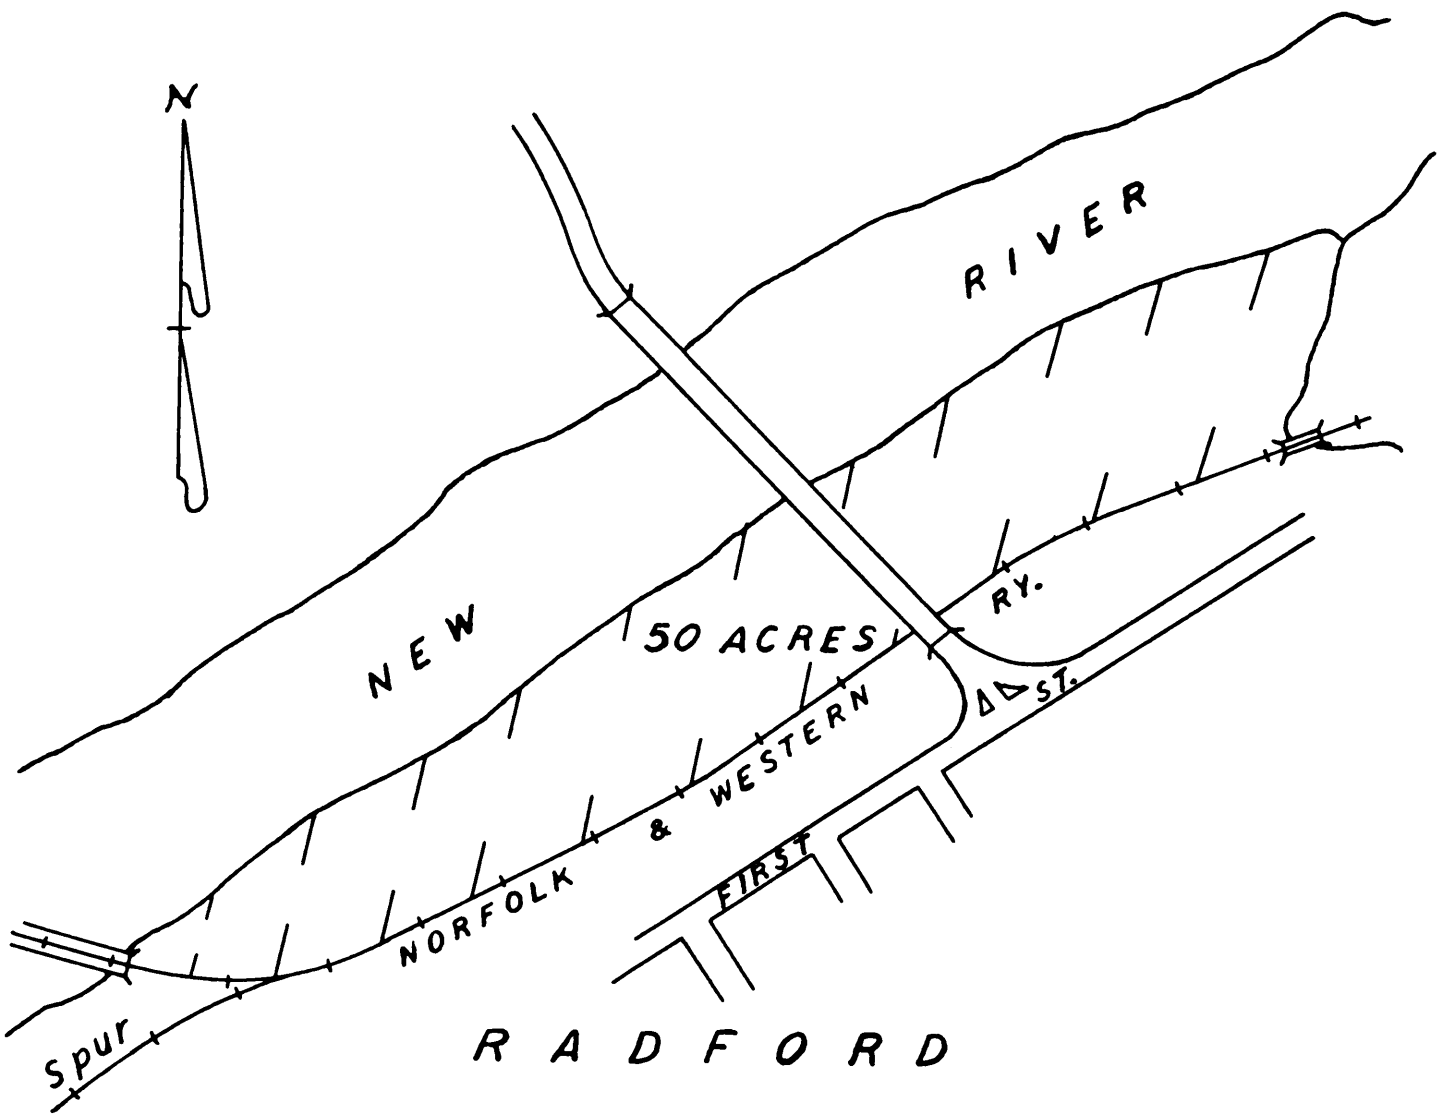 N
NEW RIVER
50 ACRES
NORFOLK & WESTERN RY.
FIRST ST.
Spur
RADFORD